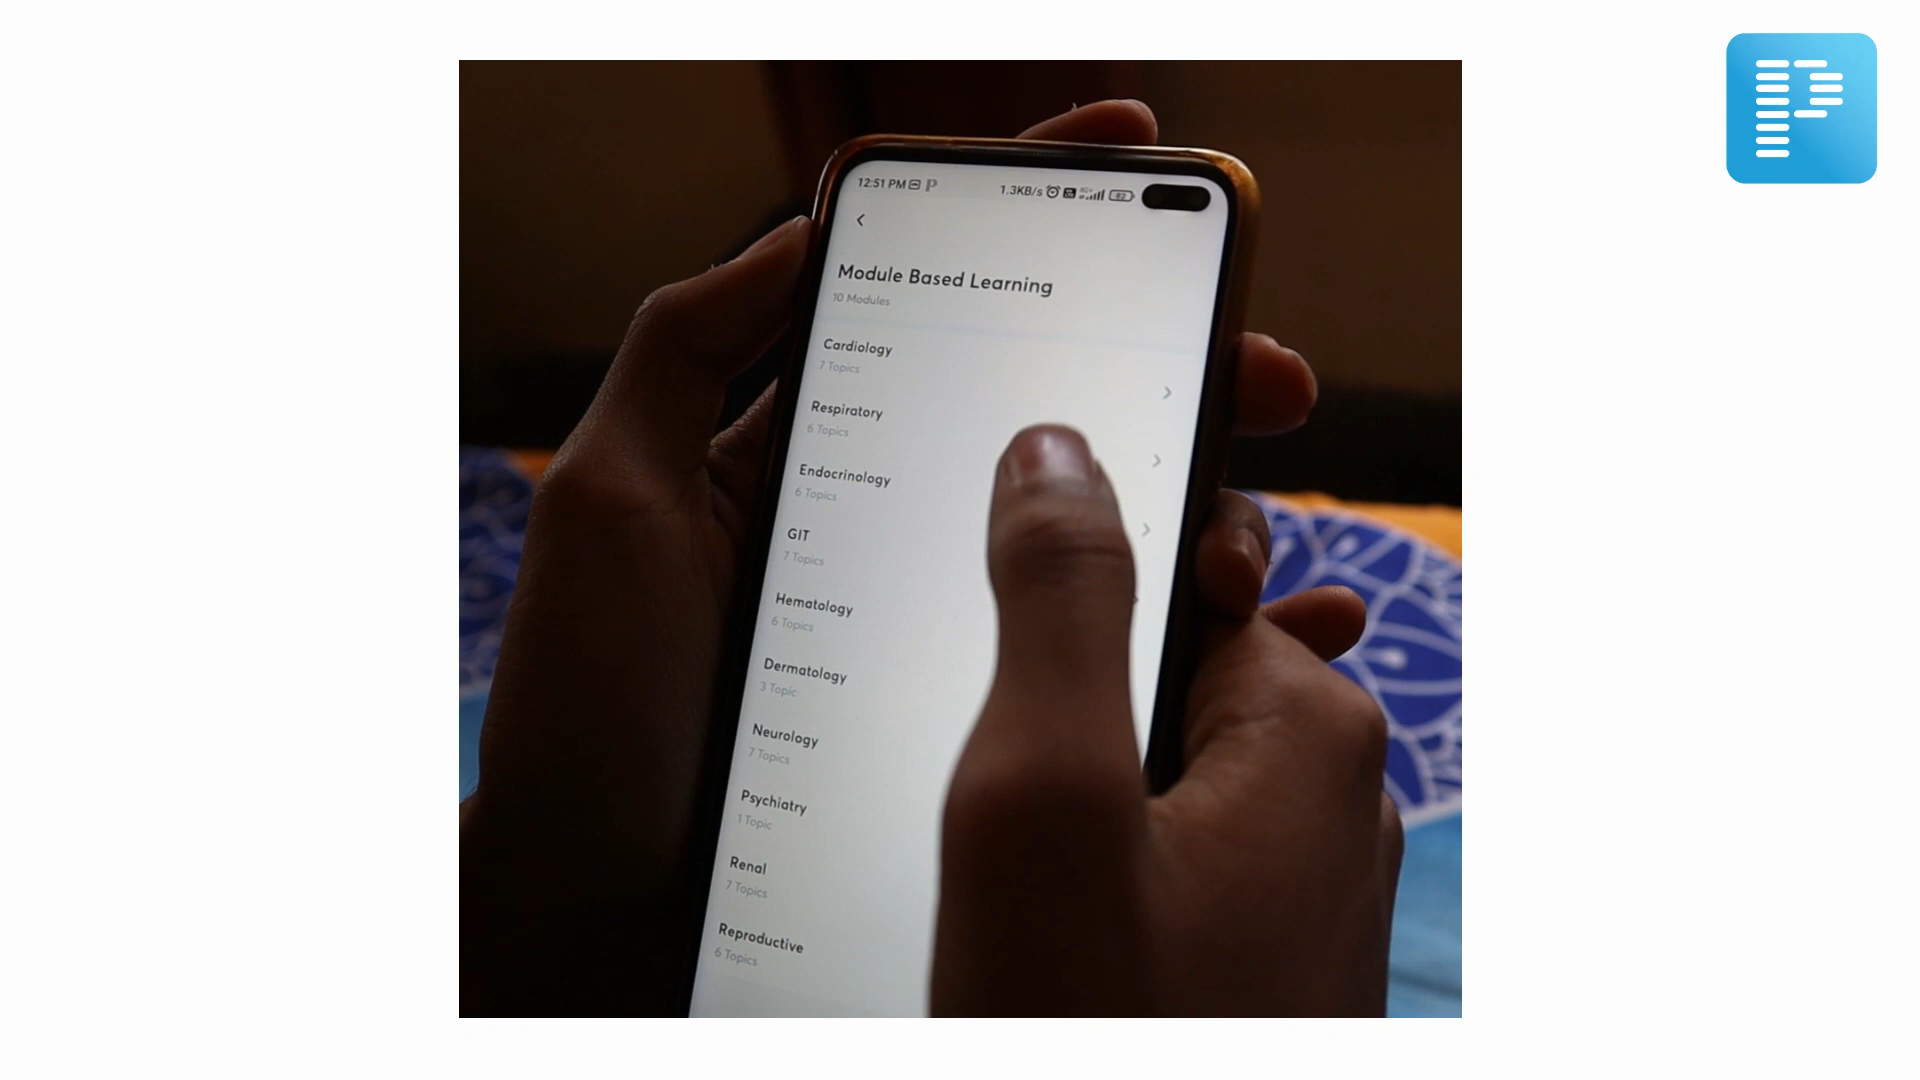 12:51 PM
1.3KB/s 4G+ 82
Module Based Learning
10 Modules
Cardiology
7 Topics
Respiratory
6 Topics
Endocrinology
6 Topics
GIT
7 Topics
Hematology
6 Topics
Dermatology
3 Topic
Neurology
7 Topics
Psychiatry
1 Topic
Renal
7 Topics
Reproductive
6 Topics
P